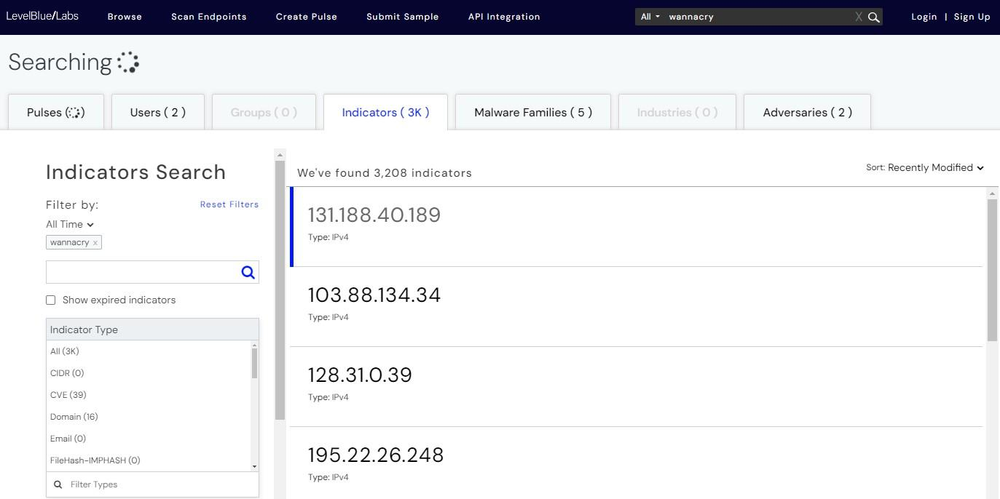 LevelBlue/Labs Browse Scan Endpoints Create Pulse Submit Sample API Integration All wannacry X Login | Sign Up
Searching
Pulses ( ) Users ( 2 ) Groups ( 0 ) Indicators ( 3K ) Malware Families ( 5 ) Industries ( 0 ) Adversaries ( 2 )
Indicators Search
Filter by: Reset Filters
All Time
wannacry x
Show expired indicators
Indicator Type
All (3K)
CIDR (0)
CVE (39)
Domain (16)
Email (0)
FileHash-IMPHASH (0)
Filter Types
We've found 3,208 indicators
Sort: Recently Modified
131.188.40.189
Type: IPv4
103.88.134.34
Type: IPv4
128.31.0.39
Type: IPv4
195.22.26.248
Type: IPv4